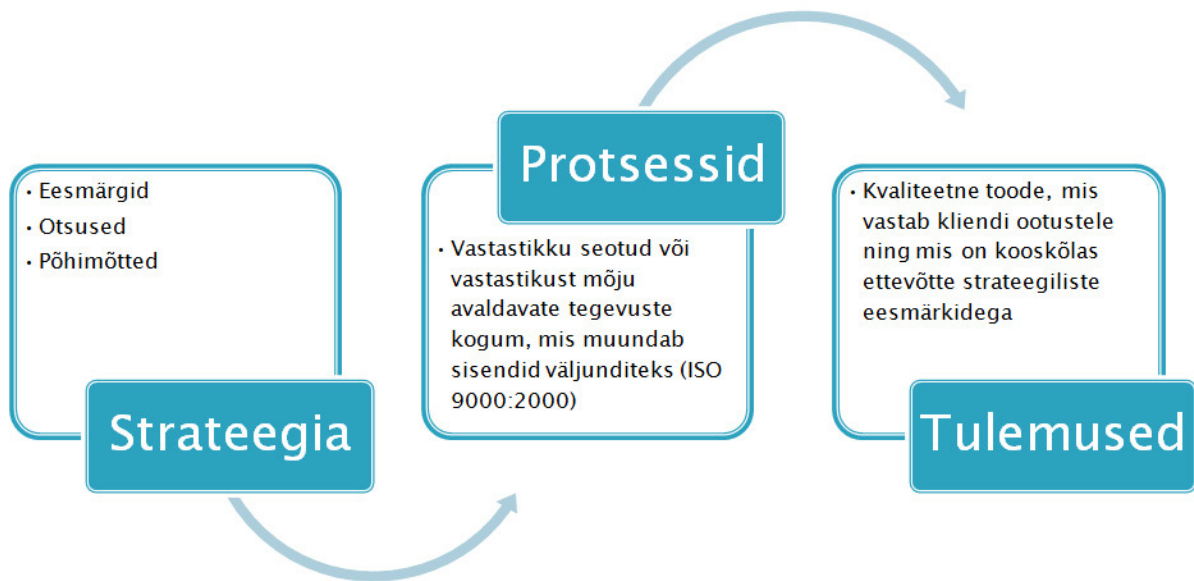 • Eesmärgid
• Otsused
• Põhimõtted
Strateegia
Protsessid
• Vastastikku seotud või
vastastikust mõju
avaldavate tegevuste
kogum, mis muundab
sisendid väljunditeks (ISO
9000:2000)
• Kvaliteetne toode, mis
vastab kliendi ootustele
ning mis on kooskõlas
ettevõtte strateegiliste
eesmärkidega
Tulemused